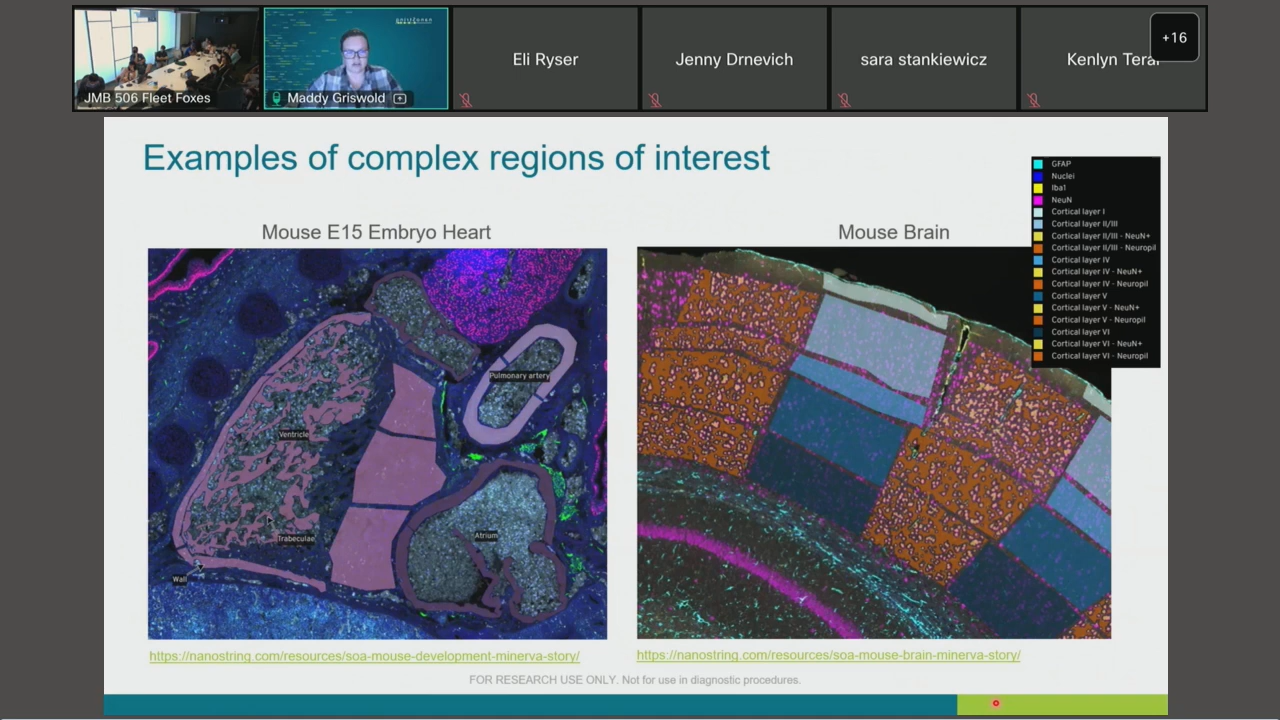 nanoString
JMB 506 Fleet Foxes
Maddy Griswold
Eli Ryser
Jenny Drnevich
sara stankiewicz
Kenlyn Tera
+16
Examples of complex regions of interest
Mouse E15 Embryo Heart
Mouse Brain
GFAP
Nuclei
Iba1
NeuN
Cortical layer I
Cortical layer II/III
Cortical layer II/III - NeuN+
Cortical layer II/III - Neuropil
Cortical layer IV
Cortical layer IV - NeuN+
Cortical layer IV - Neuropil
Cortical layer V
Cortical layer V - NeuN+
Cortical layer V - Neuropil
Cortical layer VI
Cortical layer VI - NeuN+
Cortical layer VI - Neuropil
Pulmonary artery
Ventricle
Trabeculae
Atrium
Wall
https://nanostring.com/resources/soa-mouse-development-minerva-story/
https://nanostring.com/resources/soa-mouse-brain-minerva-story/
FOR RESEARCH USE ONLY. Not for use in diagnostic procedures.